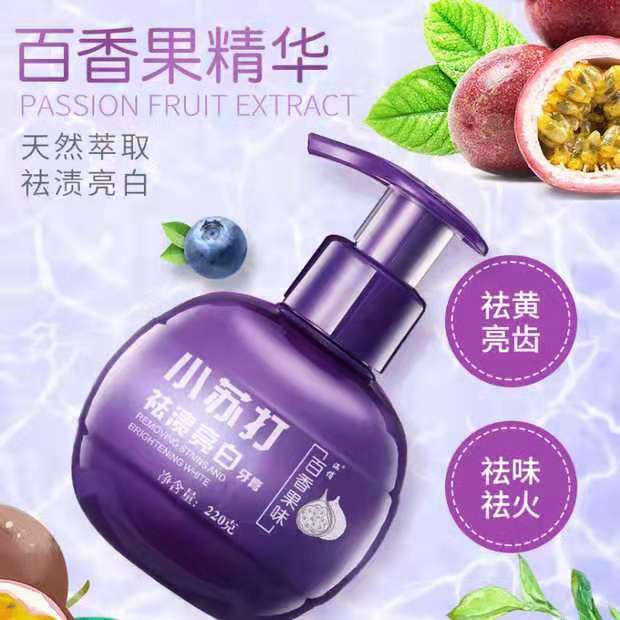 百香果精华
PASSION FRUIT EXTRACT
天然萃取
祛渍亮白
祛黄
亮齿
祛味
祛火
小苏打
祛渍亮白牙膏
REMOVING STNINS AND
BRIGHTENING WHITE
百香果味
净含量:220克